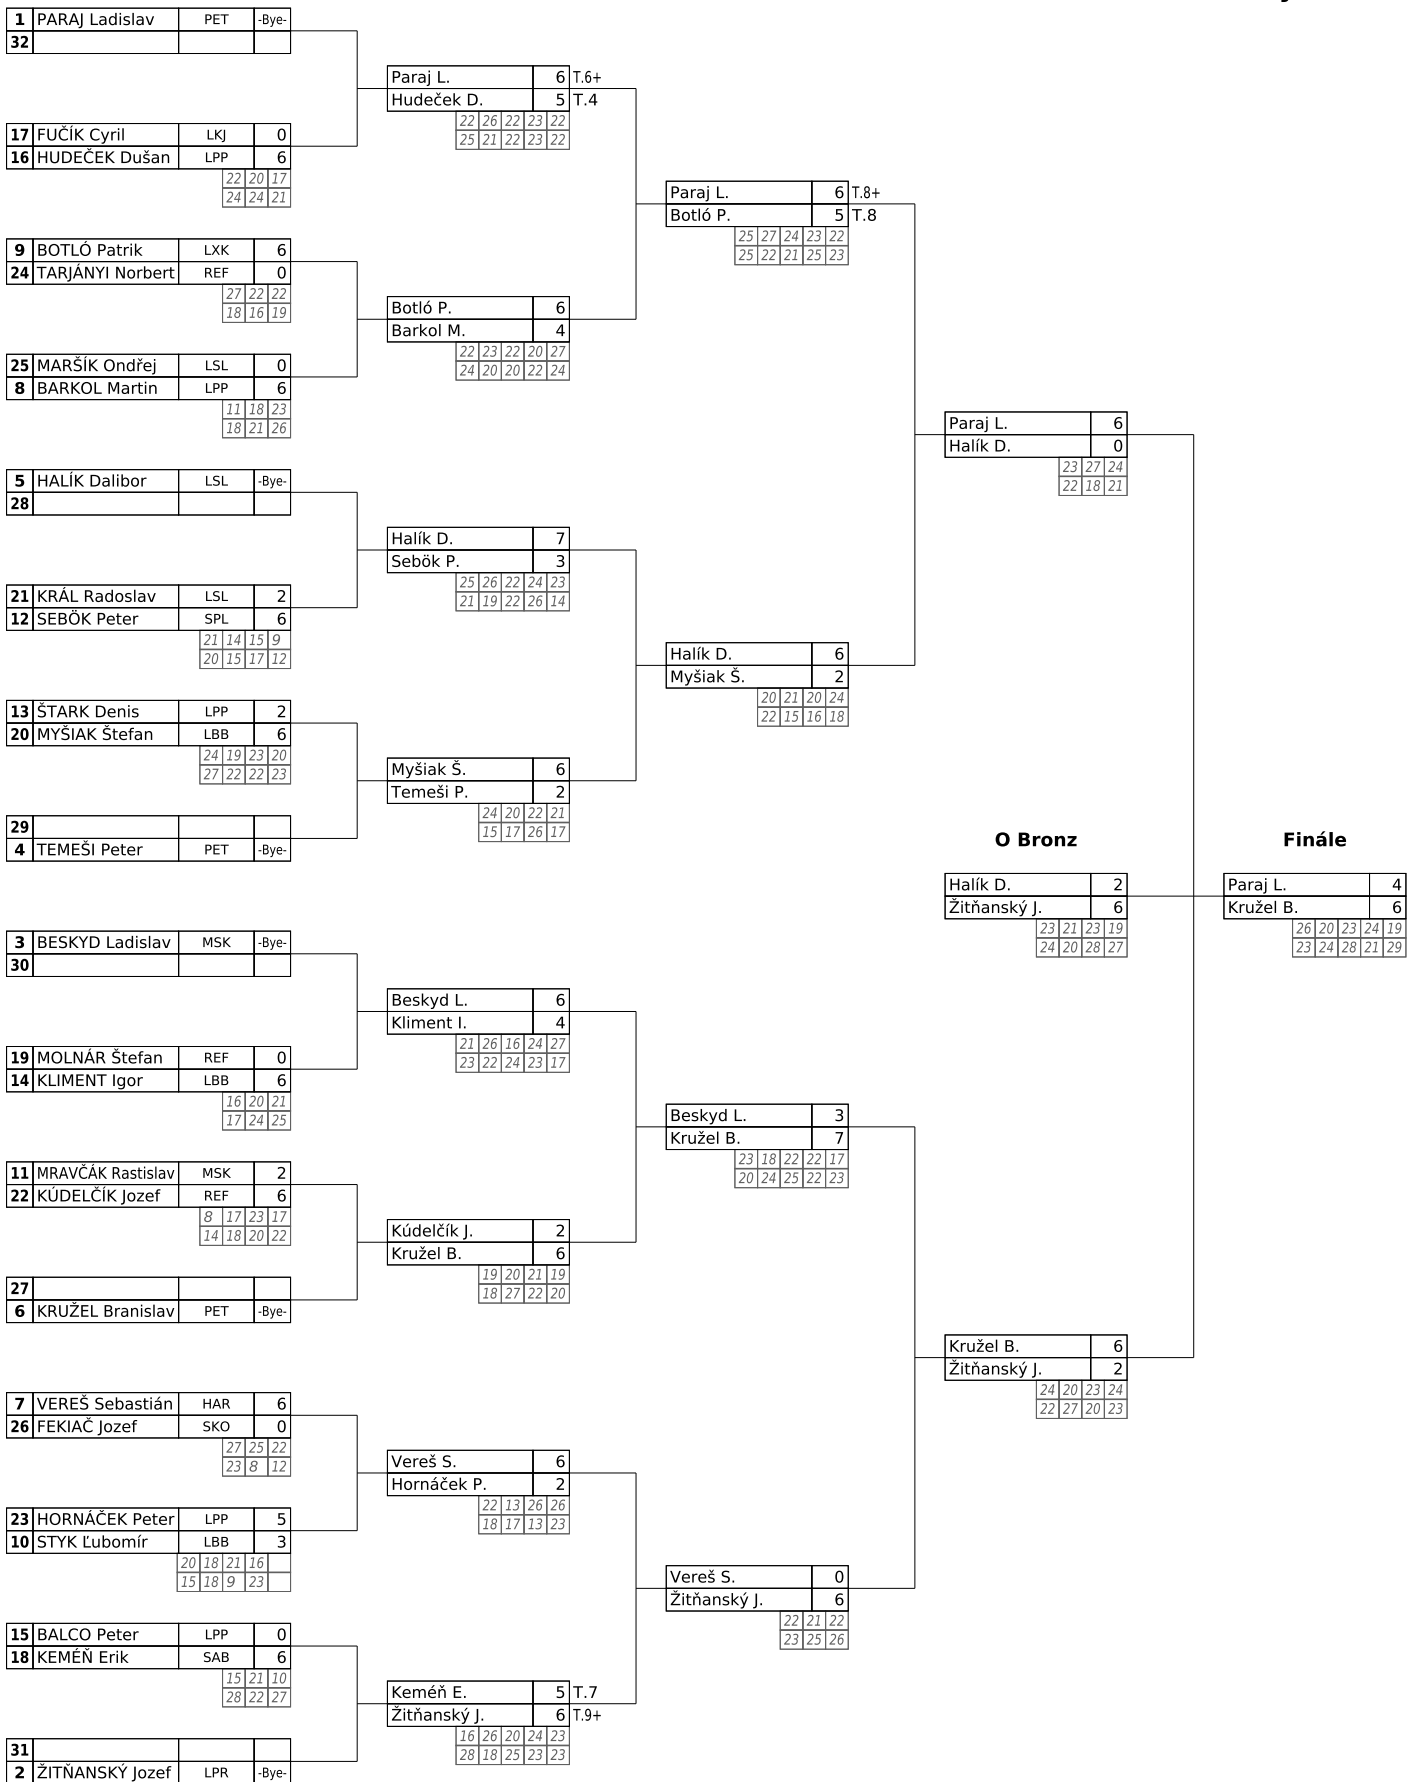 1 PARAJ Ladislav PET -Bye-
32
17 FUČÍK Cyril LKJ 0
16 HUDEČEK Dušan LPP 6
22 20 17
24 24 21
9 BOTLÓ Patrik LXK 6
24 TARJÁNYI Norbert REF 0
27 22 22
18 16 19
25 MARŠÍK Ondřej LSL 0
8 BARKOL Martin LPP 6
11 18 23
18 21 26
5 HALÍK Dalibor LSL -Bye-
28
21 KRÁL Radoslav LSL 2
12 SEBÖK Peter SPL 6
21 14 15 9
20 15 17 12
13 ŠTARK Denis LPP 2
20 MYŠIAK Štefan LBB 6
24 19 23 20
27 22 22 23
29
4 TEMEŠI Peter PET -Bye-
3 BESKYD Ladislav MSK -Bye-
30
19 MOLNÁR Štefan REF 0
14 KLIMENT Igor LBB 6
16 20 21
17 24 25
11 MRAVČÁK Rastislav MSK 2
22 KÚDELČÍK Jozef REF 6
8 17 23 17
14 18 20 22
27
6 KRUŽEL Branislav PET -Bye-
7 VEREŠ Sebastián HAR 6
26 FEKIAČ Jozef SKO 0
27 25 22
23 8 12
23 HORNÁČEK Peter LPP 5
10 STYK Ľubomír LBB 3
20 18 21 16
15 18 9 23
15 BALCO Peter LPP 0
18 KEMÉŇ Erik SAB 6
15 21 10
28 22 27
31
2 ŽITŇANSKÝ Jozef LPR -Bye-
Paraj L. 6 T.6+
Hudeček D. 5 T.4
22 26 22 23 22
25 21 22 23 22
Botló P. 6
Barkol M. 4
22 23 22 20 27
24 20 20 22 24
Halík D. 7
Sebök P. 3
25 26 22 24 23
21 19 22 26 14
Myšiak Š. 6
Temeši P. 2
24 20 22 21
15 17 26 17
Beskyd L. 6
Kliment I. 4
21 26 16 24 27
23 22 24 23 17
Kúdelčík J. 2
Kružel B. 6
19 20 21 19
18 27 22 20
Vereš S. 6
Hornáček P. 2
22 13 26 26
18 17 13 23
Keméň E. 5 T.7
Žitňanský J. 6 T.9+
16 26 20 24 23
28 18 25 23 23
Paraj L. 6 T.8+
Botló P. 5 T.8
25 27 24 23 22
25 22 21 25 23
Halík D. 6
Myšiak Š. 2
20 21 20 24
22 15 16 18
Beskyd L. 3
Kružel B. 7
23 18 22 22 17
20 24 25 22 23
Vereš S. 0
Žitňanský J. 6
22 21 22
23 25 26
Paraj L. 6
Halík D. 0
23 27 24
22 18 21
Kružel B. 6
Žitňanský J. 2
24 20 23 24
22 27 20 23
O Bronz
Halík D. 2
Žitňanský J. 6
23 21 23 19
24 20 28 27
Finále
Paraj L. 4
Kružel B. 6
26 20 23 24 19
23 24 28 21 29